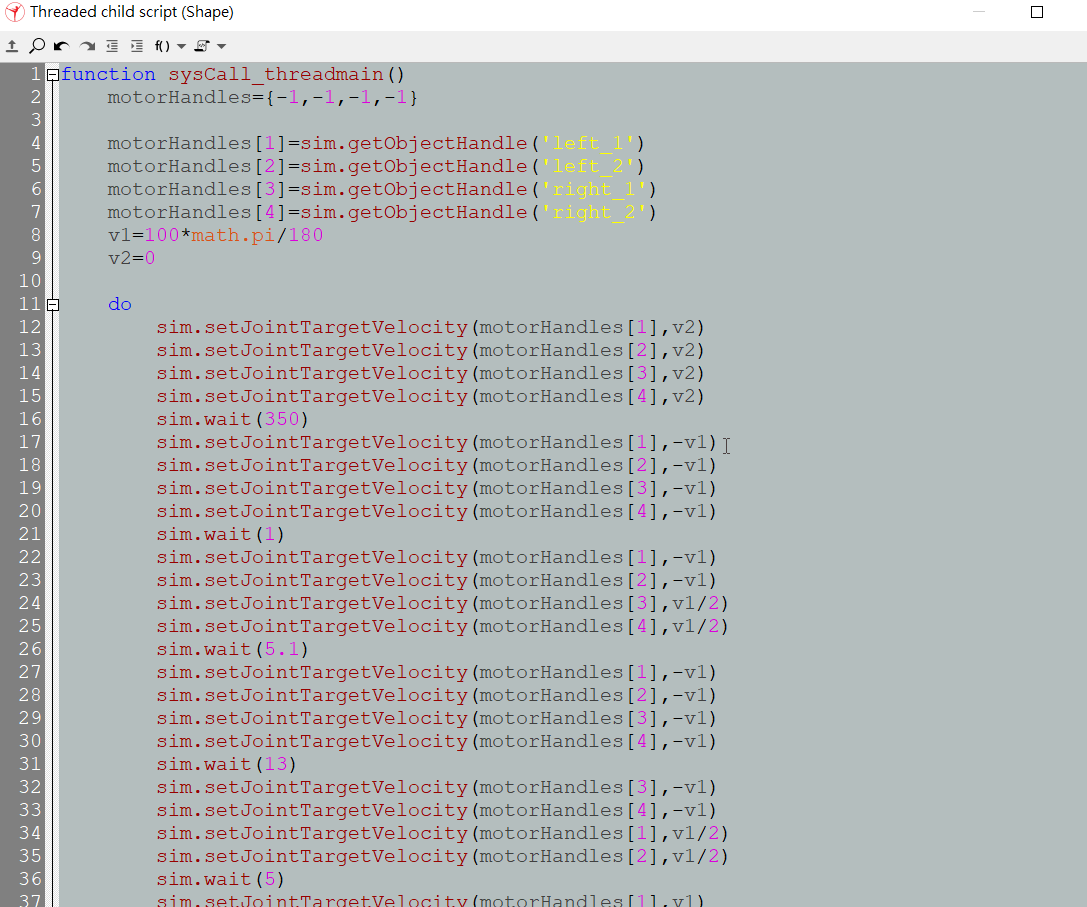 Threaded child script (Shape)
f()
1 function sysCall_threadmain()
2 motorHandles={-1,-1,-1,-1}
3
4 motorHandles[1]=sim.getObjectHandle('left_1')
5 motorHandles[2]=sim.getObjectHandle('left_2')
6 motorHandles[3]=sim.getObjectHandle('right_1')
7 motorHandles[4]=sim.getObjectHandle('right_2')
8 v1=100*math.pi/180
9 v2=0
10
11 do
12 sim.setJointTargetVelocity(motorHandles[1],v2)
13 sim.setJointTargetVelocity(motorHandles[2],v2)
14 sim.setJointTargetVelocity(motorHandles[3],v2)
15 sim.setJointTargetVelocity(motorHandles[4],v2)
16 sim.wait(350)
17 sim.setJointTargetVelocity(motorHandles[1],-v1)
18 sim.setJointTargetVelocity(motorHandles[2],-v1)
19 sim.setJointTargetVelocity(motorHandles[3],-v1)
20 sim.setJointTargetVelocity(motorHandles[4],-v1)
21 sim.wait(1)
22 sim.setJointTargetVelocity(motorHandles[1],-v1)
23 sim.setJointTargetVelocity(motorHandles[2],-v1)
24 sim.setJointTargetVelocity(motorHandles[3],v1/2)
25 sim.setJointTargetVelocity(motorHandles[4],v1/2)
26 sim.wait(5.1)
27 sim.setJointTargetVelocity(motorHandles[1],-v1)
28 sim.setJointTargetVelocity(motorHandles[2],-v1)
29 sim.setJointTargetVelocity(motorHandles[3],-v1)
30 sim.setJointTargetVelocity(motorHandles[4],-v1)
31 sim.wait(13)
32 sim.setJointTargetVelocity(motorHandles[3],-v1)
33 sim.setJointTargetVelocity(motorHandles[4],-v1)
34 sim.setJointTargetVelocity(motorHandles[1],v1/2)
35 sim.setJointTargetVelocity(motorHandles[2],v1/2)
36 sim.wait(5)
37 sim.setJointTargetVelocity(motorHandles[1],v1)